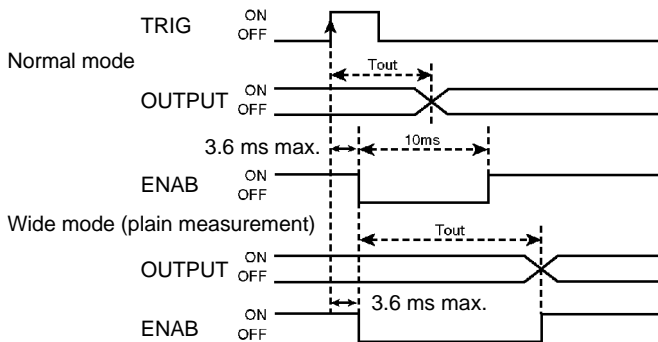 TRIG ON
OFF
Normal mode
Tout
OUTPUT ON
OFF
3.6 ms max. 10ms
ENAB ON
OFF
Wide mode (plain measurement)
Tout
OUTPUT ON
OFF
3.6 ms max.
ENAB ON
OFF